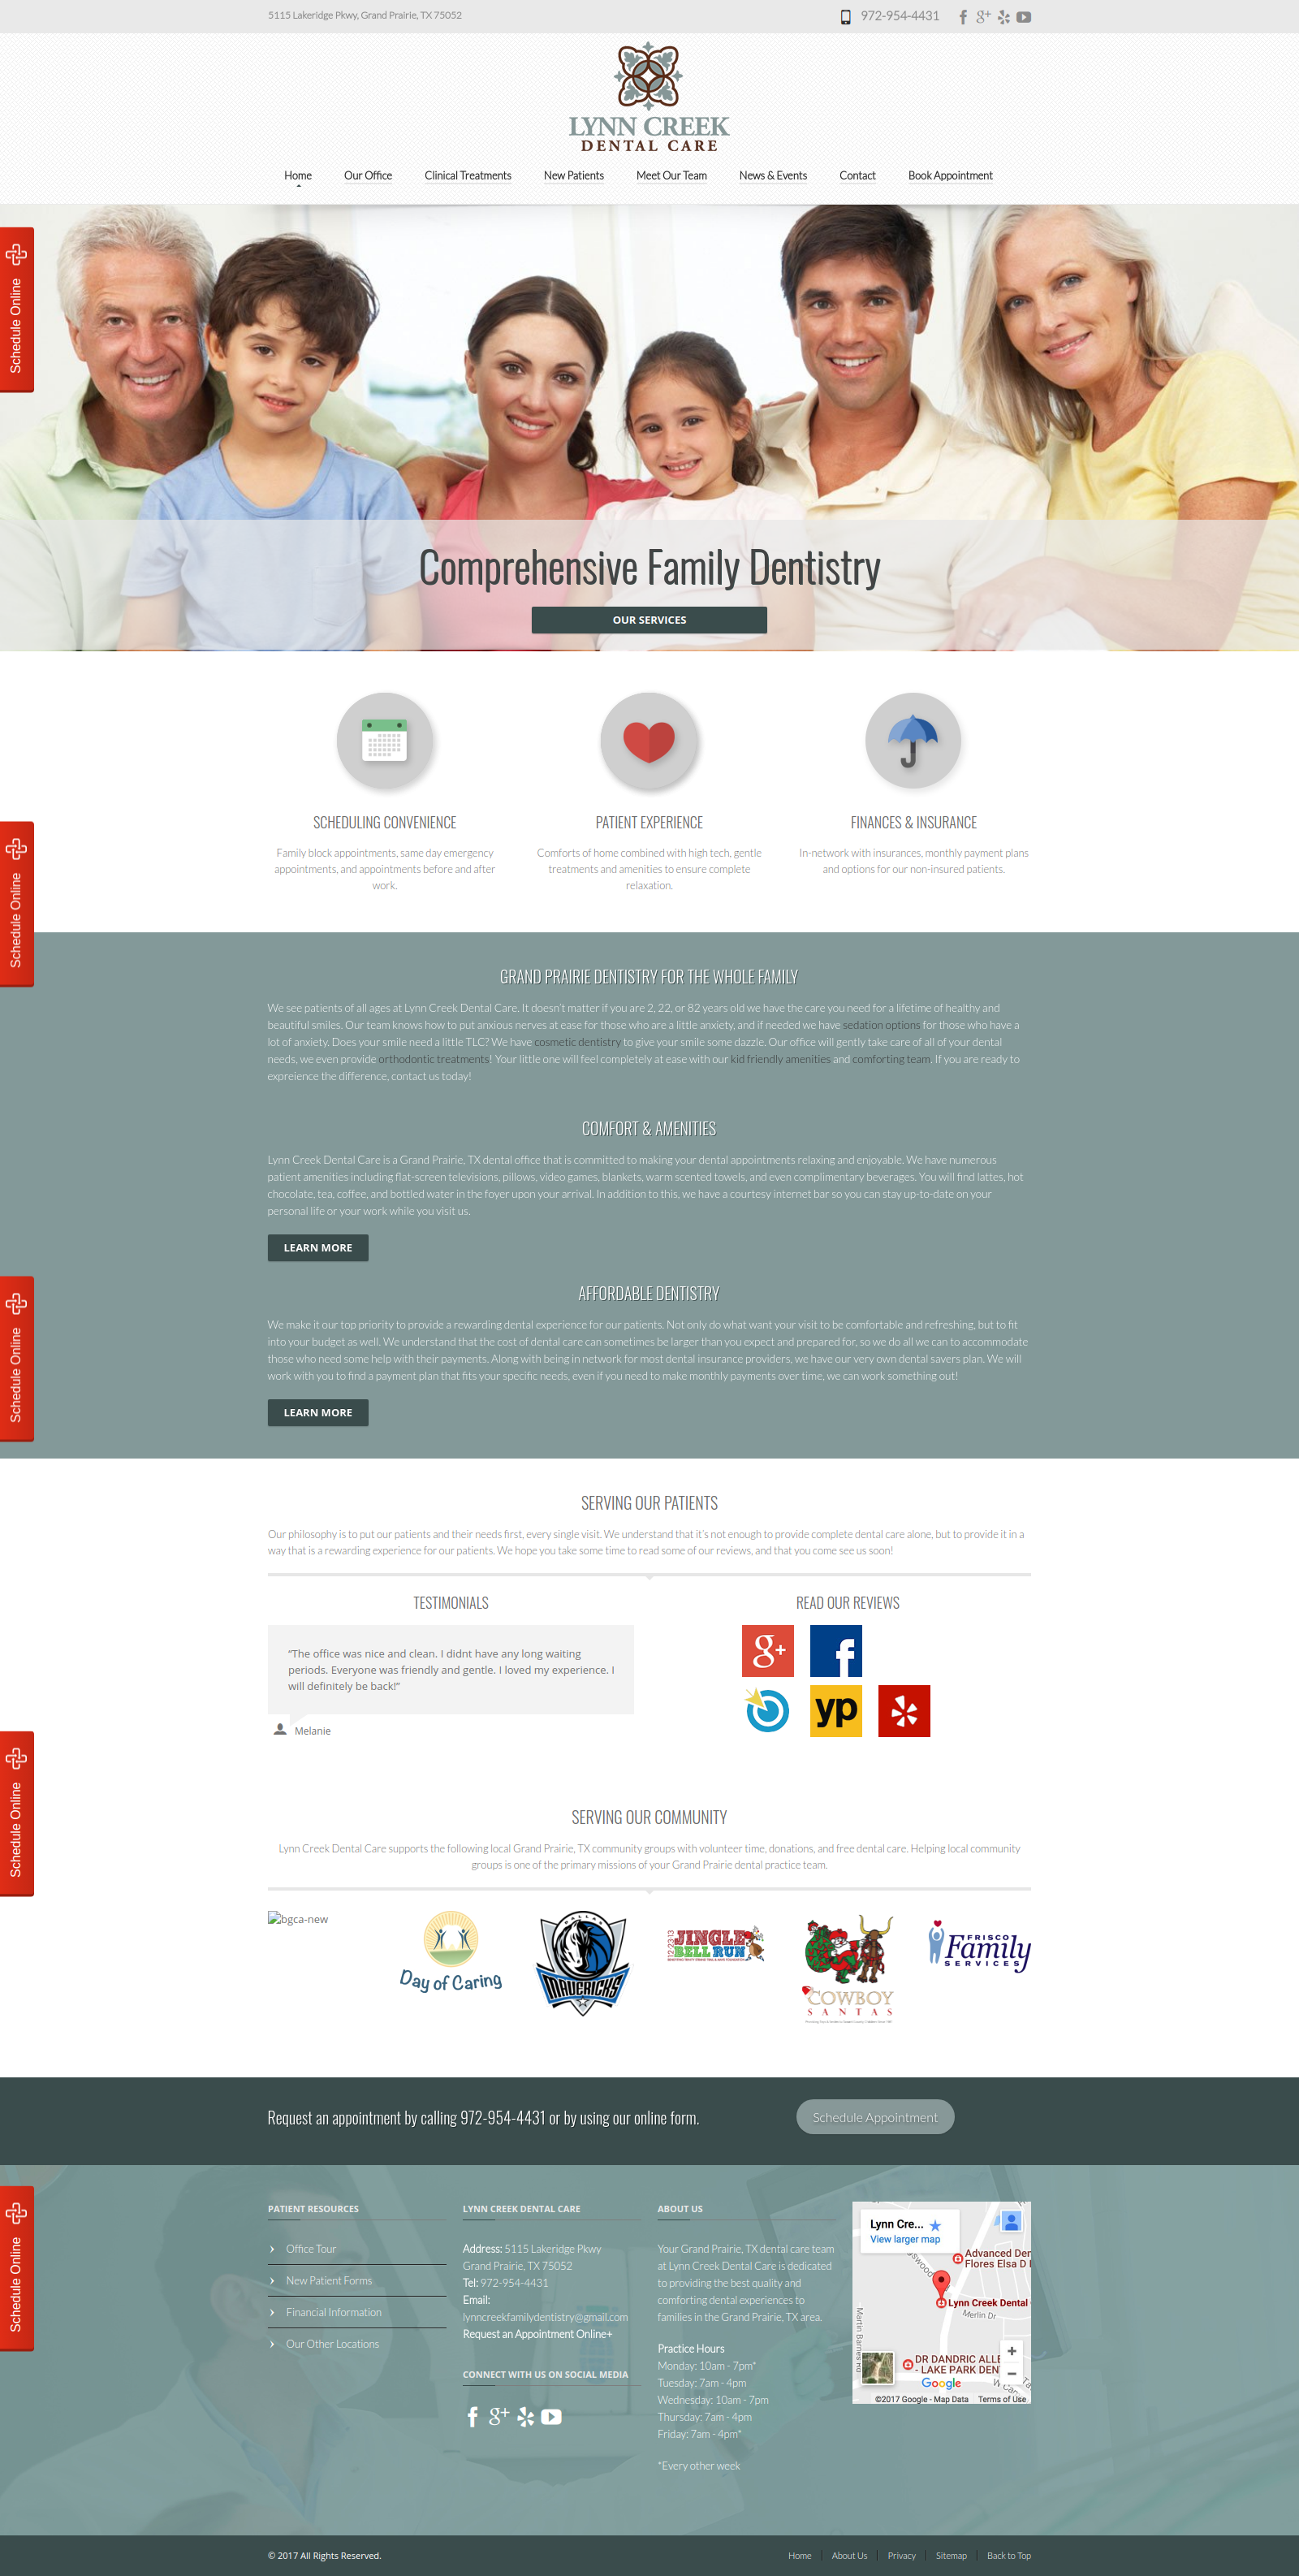 5115 Lakeridge Pkwy, Grand Prairie, TX 75052
972-954-4431
LYNN CREEK
DENTAL CARE
Home
Our Office
Clinical Treatments
New Patients
Meet Our Team
News & Events
Contact
Book Appointment
Schedule Online
Comprehensive Family Dentistry
OUR SERVICES
SCHEDULING CONVENIENCE
Family block appointments, same day emergency
appointments, and appointments before and after
work.
PATIENT EXPERIENCE
Comforts of home combined with high tech, gentle
treatments and amenities to ensure complete
relaxation.
FINANCES & INSURANCE
In-network with insurances, monthly payment plans
and options for our non-insured patients.
Schedule Online
GRAND PRAIRIE DENTISTRY FOR THE WHOLE FAMILY
We see patients of all ages at Lynn Creek Dental Care. It doesn't matter if you are 2, 22, or 82 years old we have the care you need for a lifetime of healthy and
beautiful smiles. Our team knows how to put anxious nerves at ease for those who are a little anxiety, and if needed we have sedation options for those who have a
lot of anxiety. Does your smile need a little TLC? We have cosmetic dentistry to give your smile some dazzle. Our office will gently take care of all of your dental
needs, we even provide orthodontic treatments! Your little one will feel completely at ease with our kid friendly amenities and comforting team. If you are ready to
expreience the difference, contact us today!
COMFORT & AMENITIES
Lynn Creek Dental Care is a Grand Prairie, TX dental office that is committed to making your dental appointments relaxing and enjoyable. We have numerous
patient amenities including flat-screen televisions, pillows, video games, blankets, warm scented towels, and even complimentary beverages. You will find lattes, hot
chocolate, tea, coffee, and bottled water in the foyer upon your arrival. In addition to this, we have a courtesy internet bar so you can stay up-to-date on your
personal life or your work while you visit us.
LEARN MORE
Schedule Online
AFFORDABLE DENTISTRY
We make it our top priority to provide a rewarding dental experience for our patients. Not only do what want your visit to be comfortable and refreshing, but to fit
into your budget as well. We understand that the cost of dental care can sometimes be larger than you expect and prepared for, so we do all we can to accommodate
those who need some help with their payments. Along with being in network for most dental insurance providers, we have our very own dental savers plan. We will
work with you to find a payment plan that fits your specific needs, even if you need to make monthly payments over time, we can work something out!
LEARN MORE
SERVING OUR PATIENTS
Our philosophy is to put our patients and their needs first, every single visit. We understand that it's not enough to provide complete dental care alone, but to provide it in a
way that is a rewarding experience for our patients. We hope you take some time to read some of our reviews, and that you come see us soon!
TESTIMONIALS
"The office was nice and clean. I didnt have any long waiting
periods. Everyone was friendly and gentle. I loved my experience. I
will definitely be back!"
Melanie
READ OUR REVIEWS
g+
f
yp
Schedule Online
SERVING OUR COMMUNITY
Lynn Creek Dental Care supports the following local Grand Prairie, TX community groups with volunteer time, donations, and free dental care. Helping local community
groups is one of the primary missions of your Grand Prairie dental practice team.
bgca-new
Day of Caring
DALLAS
MAVERICKS
12-23-13
JINGLE
BELL RUN
COWBOY
SANTAS
FRISCO
Family
SERVICES
Request an appointment by calling 972-954-4431 or by using our online form.
Schedule Appointment
Schedule Online
PATIENT RESOURCES
Office Tour
New Patient Forms
Financial Information
Our Other Locations
LYNN CREEK DENTAL CARE
Address: 5115 Lakeridge Pkwy
Grand Prairie, TX 75052
Tel: 972-954-4431
Email:
lynncreekfamilydentistry@gmail.com
Request an Appointment Online+
CONNECT WITH US ON SOCIAL MEDIA
ABOUT US
Your Grand Prairie, TX dental care team
at Lynn Creek Dental Care is dedicated
to providing the best quality and
comforting dental experiences to
families in the Grand Prairie, TX area.
Practice Hours
Monday: 10am - 7pm*
Tuesday: 7am - 4pm
Wednesday: 10am - 7pm
Thursday: 7am - 4pm
Friday: 7am - 4pm*
*Every other week
Lynn Cre...
View larger map
Advanced Den
Flores Elsa D
Lynn Creek Dental
Merlin Dr
Martin Barnes Rd
DR DANDRIC ALLE
- LAKE PARK DEN
Google
©2017 Google - Map Data
Terms of Use
© 2017 All Rights Reserved.
Home
About Us
Privacy
Sitemap
Back to Top